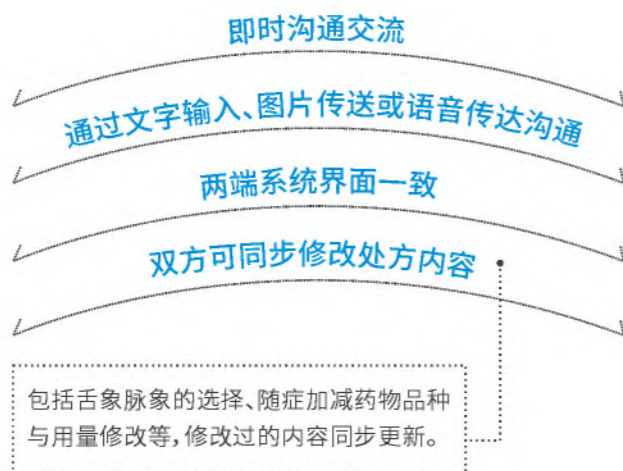 即时沟通交流
通过文字输入、图片传送或语音传达沟通
两端系统界面一致
双方可同步修改处方内容
包括舌象脉象的选择、随症加减药物品种
与用量修改等，修改过的内容同步更新。